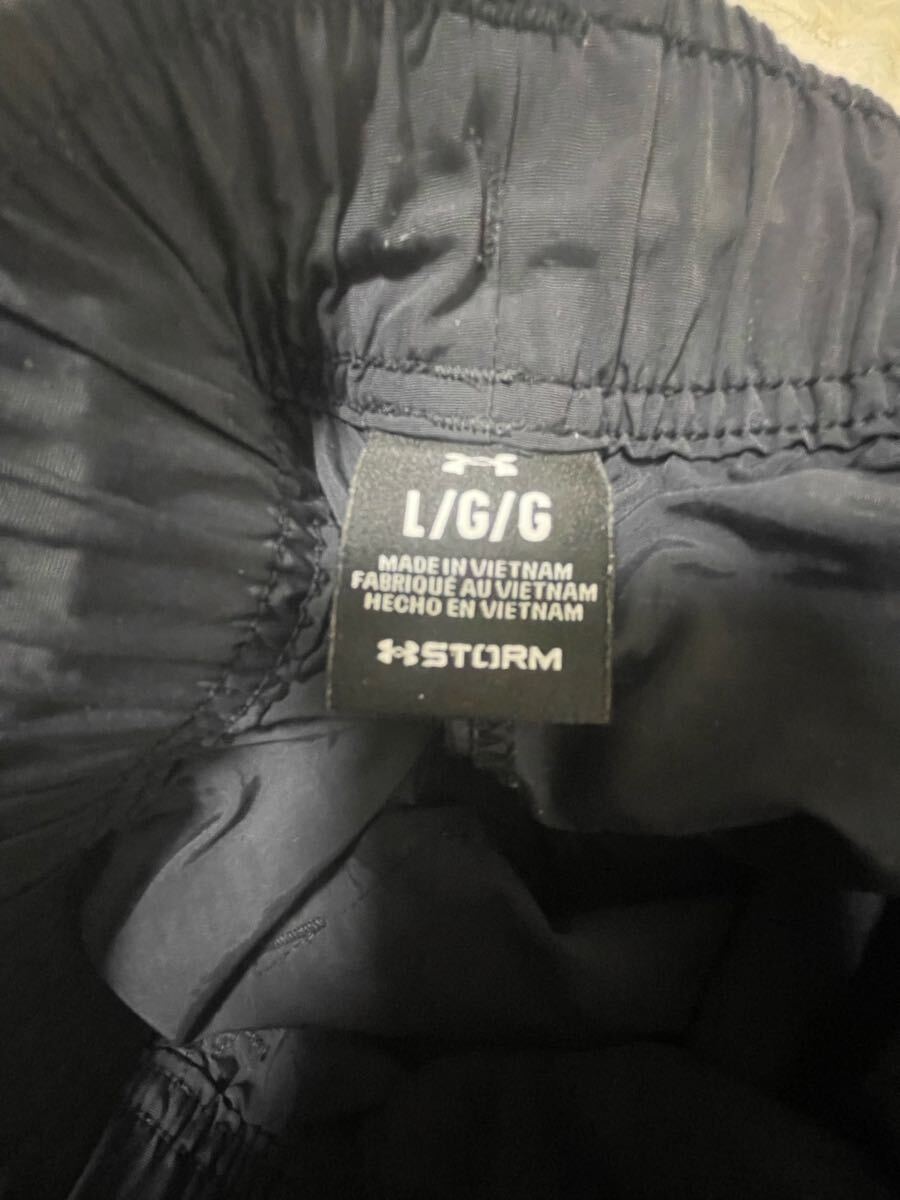 L/G/G
MADE IN VIETNAM
FABRIQUÉ AU VIETNAM
HECHO EN VIETNAM
STORM